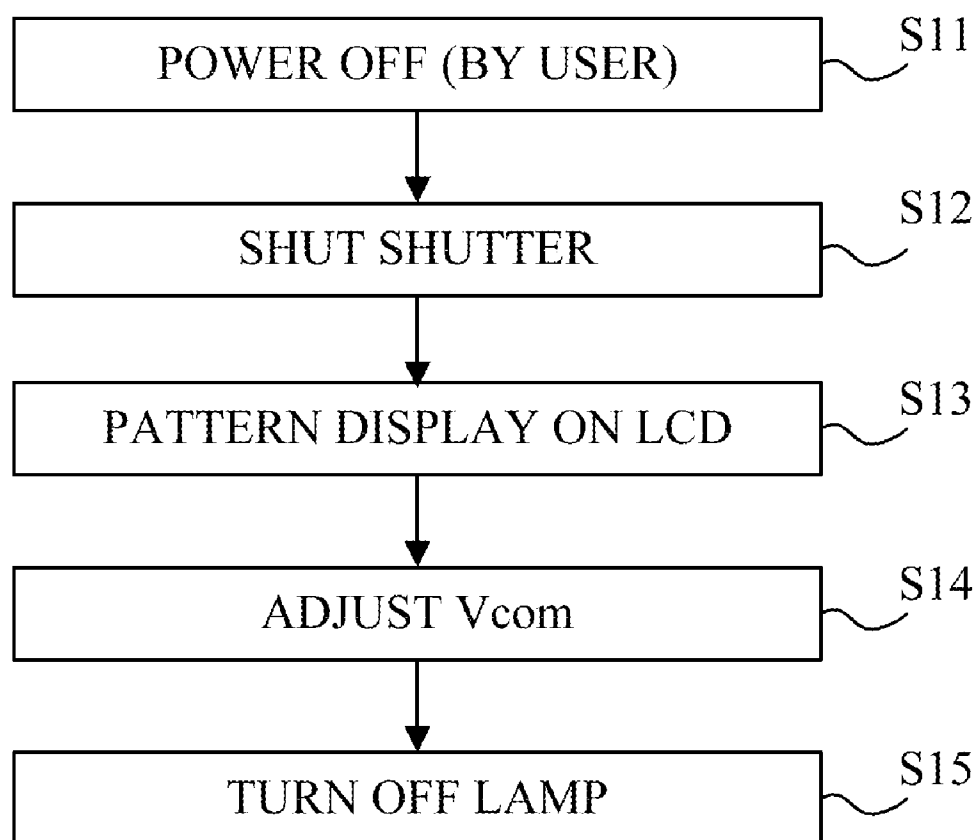 POWER OFF (BY USER)
S11
SHUT SHUTTER
S12
PATTERN DISPLAY ON LCD
S13
ADJUST Vcom
S14
TURN OFF LAMP
S15